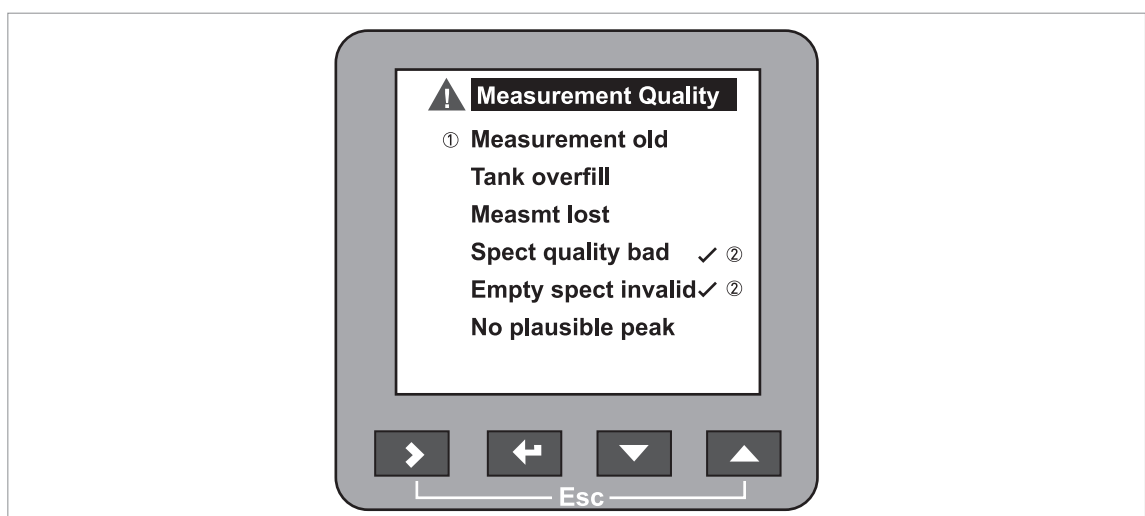 ! Measurement Quality
① Measurement old
Tank overfill
Measmt lost
Spect quality bad ✓ ②
Empty spect invalid ✓ ②
No plausible peak
Esc